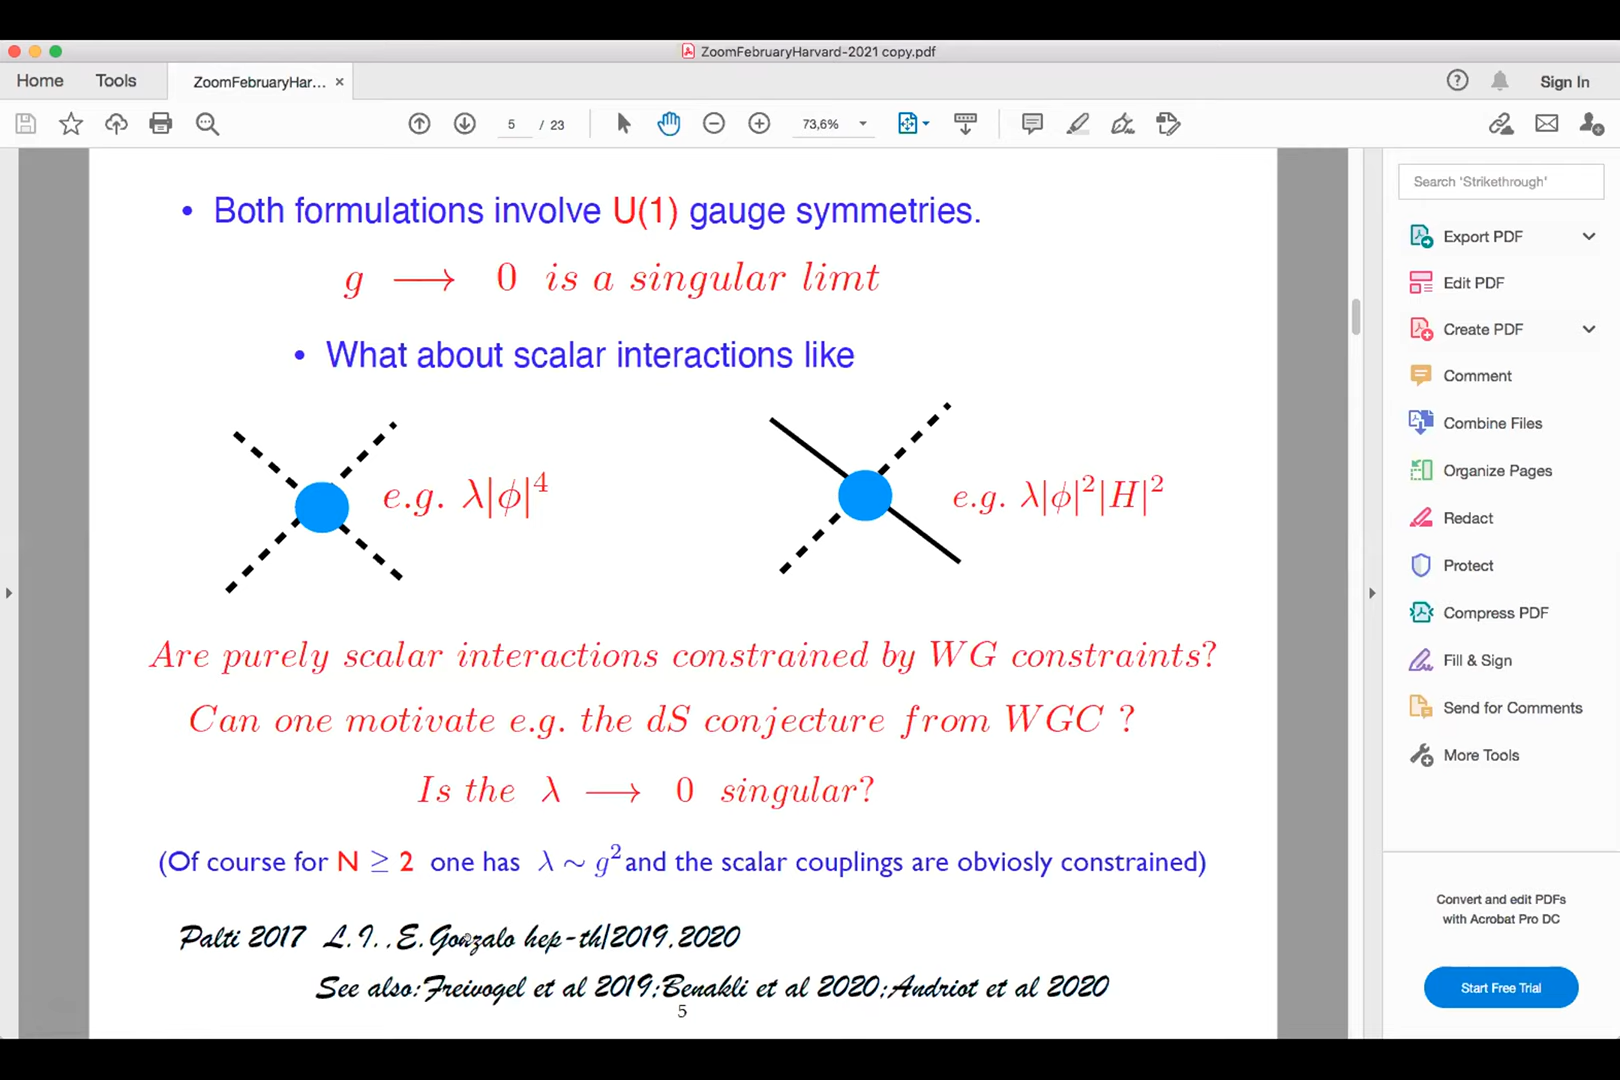 ZoomFebruaryHarvard-2021 copy.pdf
Home Tools ZoomFebruaryHar... × Sign In
5 / 23 73,6%
• Both formulations involve U(1) gauge symmetries.
g ⟶ 0 is a singular limt
• What about scalar interactions like
e.g. λ|ϕ|⁴ e.g. λ|ϕ|²|H|²
Are purely scalar interactions constrained by WG constraints?
Can one motivate e.g. the dS conjecture from WGC ?
Is the λ ⟶ 0 singular?
(Of course for N ≥ 2 one has λ ∼ g² and the scalar couplings are obviosly constrained)
Palti 2017 L.I.,E.Gonzalo hep-th/2019,2020
See also:Freivogel et al 2019;Benakli et al 2020;Andriot et al 2020
5
Search 'Strikethrough'
Export PDF
Edit PDF
Create PDF
Comment
Combine Files
Organize Pages
Redact
Protect
Compress PDF
Fill & Sign
Send for Comments
More Tools
Convert and edit PDFs
with Acrobat Pro DC
Start Free Trial